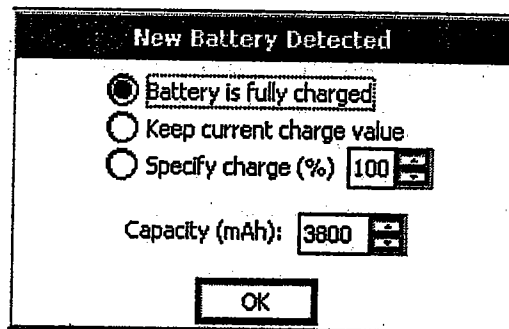 New Battery Detected
Battery is fully charged
Keep current charge value
Specify charge (%) 100
Capacity (mAh): 3800
OK